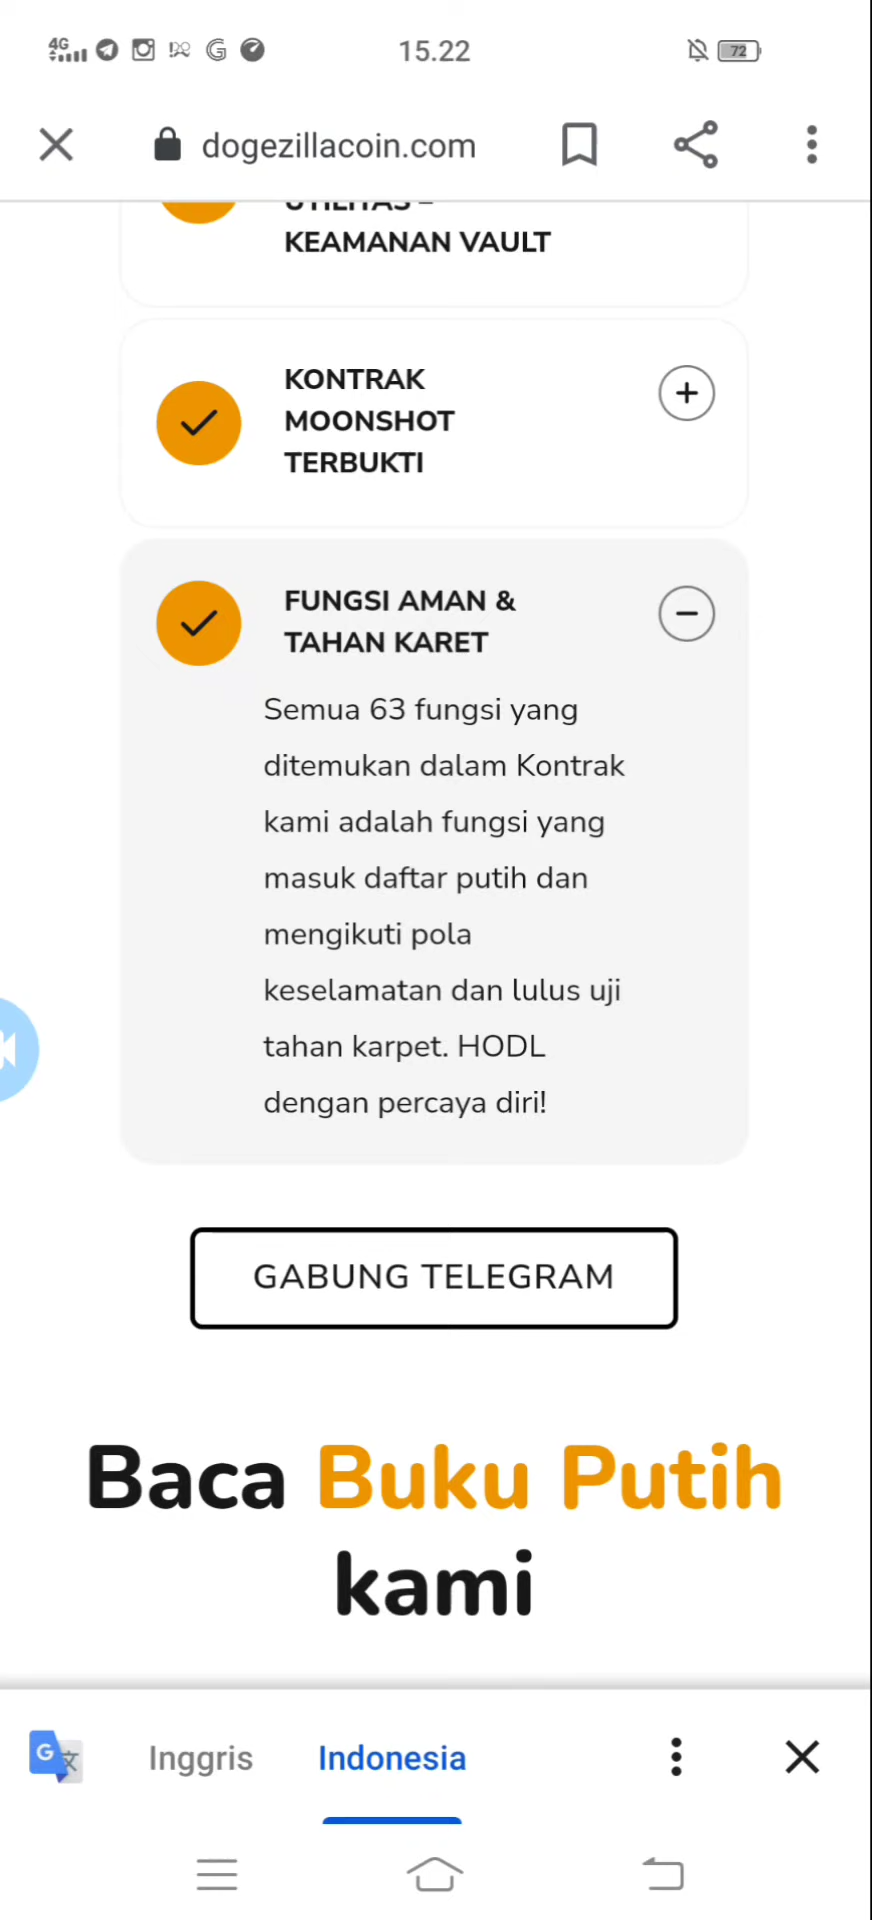 4G
15.22
72
dogezillacoin.com
UTILITAS –
KEAMANAN VAULT
KONTRAK
MOONSHOT
TERBUKTI
FUNGSI AMAN &
TAHAN KARET
Semua 63 fungsi yang
ditemukan dalam Kontrak
kami adalah fungsi yang
masuk daftar putih dan
mengikuti pola
keselamatan dan lulus uji
tahan karpet. HODL
dengan percaya diri!
GABUNG TELEGRAM
Baca Buku Putih
kami
Inggris
Indonesia